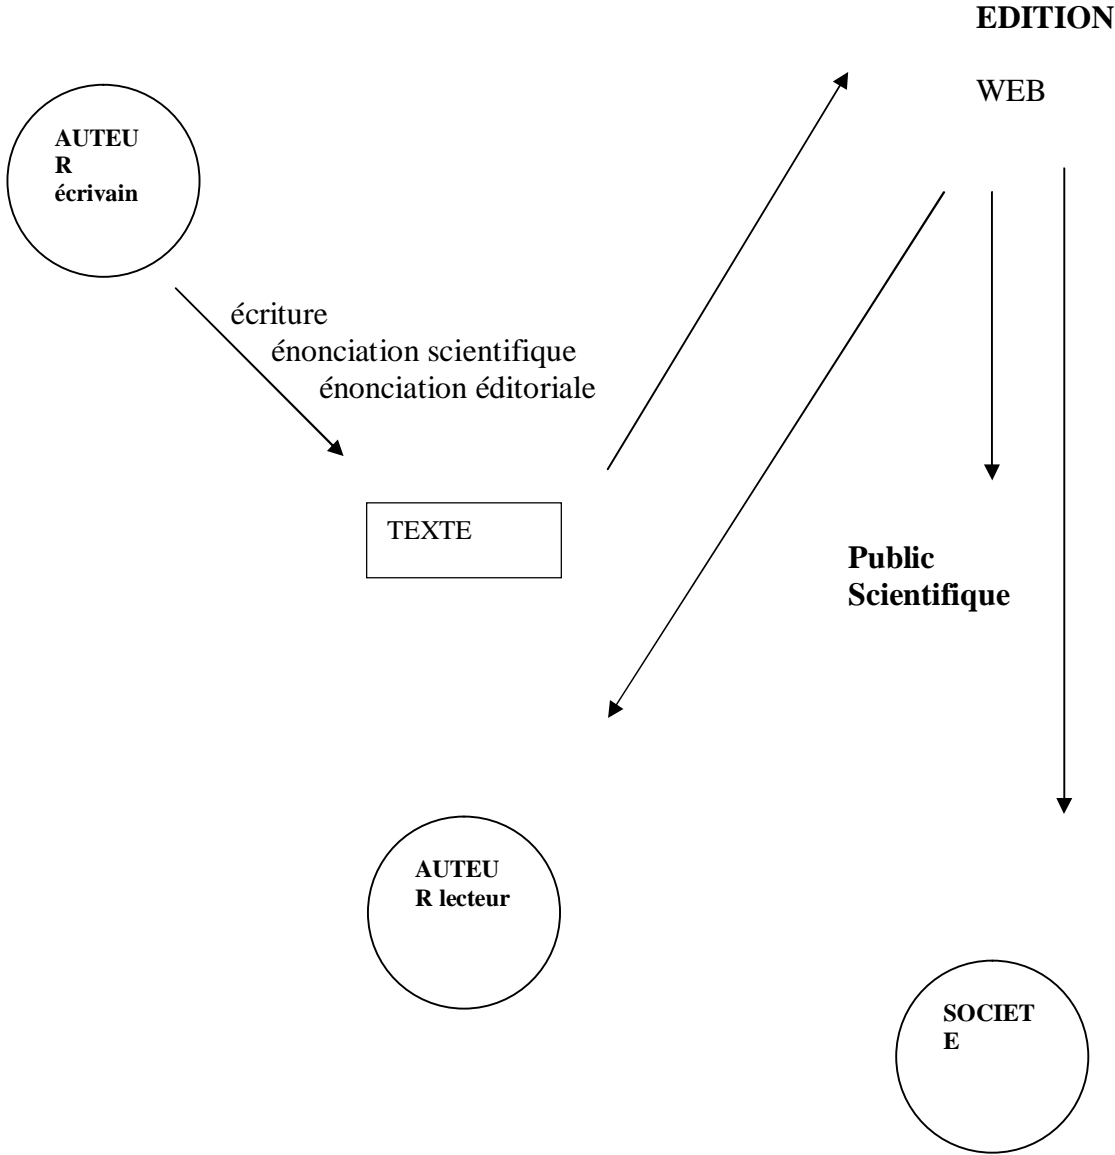 EDITION
WEB
AUTEU
R
écrivain
écriture
énonciation scientifique
énonciation éditoriale
TEXTE
Public
Scientifique
AUTEU
R lecteur
SOCIET
E